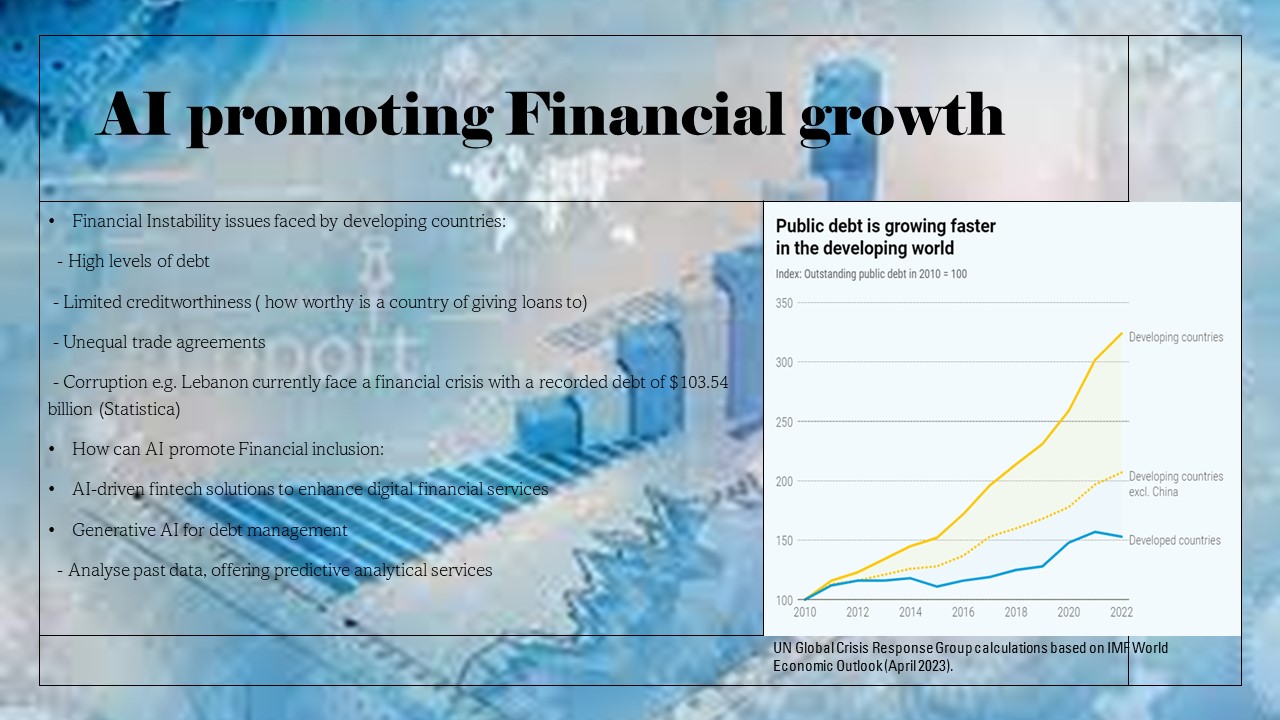 AI promoting Financial growth
• Financial Instability issues faced by developing countries:
- High levels of debt
- Limited creditworthiness ( how worthy is a country of giving loans to)
- Unequal trade agreements
- Corruption e.g. Lebanon currently face a financial crisis with a recorded debt of $103.54
billion (Statistica)
• How can AI promote Financial inclusion:
• AI-driven fintech solutions to enhance digital financial services
• Generative AI for debt management
- Analyse past data, offering predictive analytical services
Public debt is growing faster
in the developing world
Index: Outstanding public debt in 2010 = 100
350
300
250
200
150
100
Developing countries
Developing countries
excl. China
Developed countries
2010 2012 2014 2016 2018 2020 2022
UN Global Crisis Response Group calculations based on IMF World
Economic Outlook (April 2023).